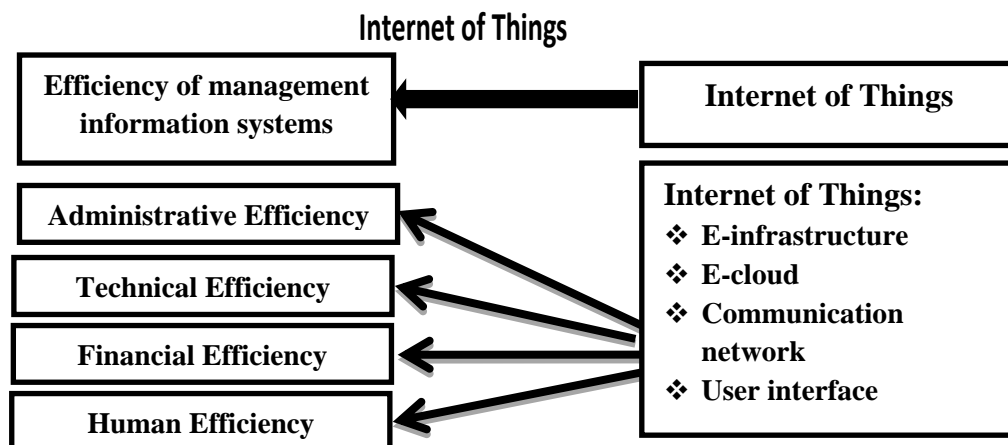 Internet of Things
Efficiency of management
information systems
Internet of Things
Administrative Efficiency
Technical Efficiency
Financial Efficiency
Human Efficiency
Internet of Things:
❖ E-infrastructure
❖ E-cloud
❖ Communication
network
❖ User interface